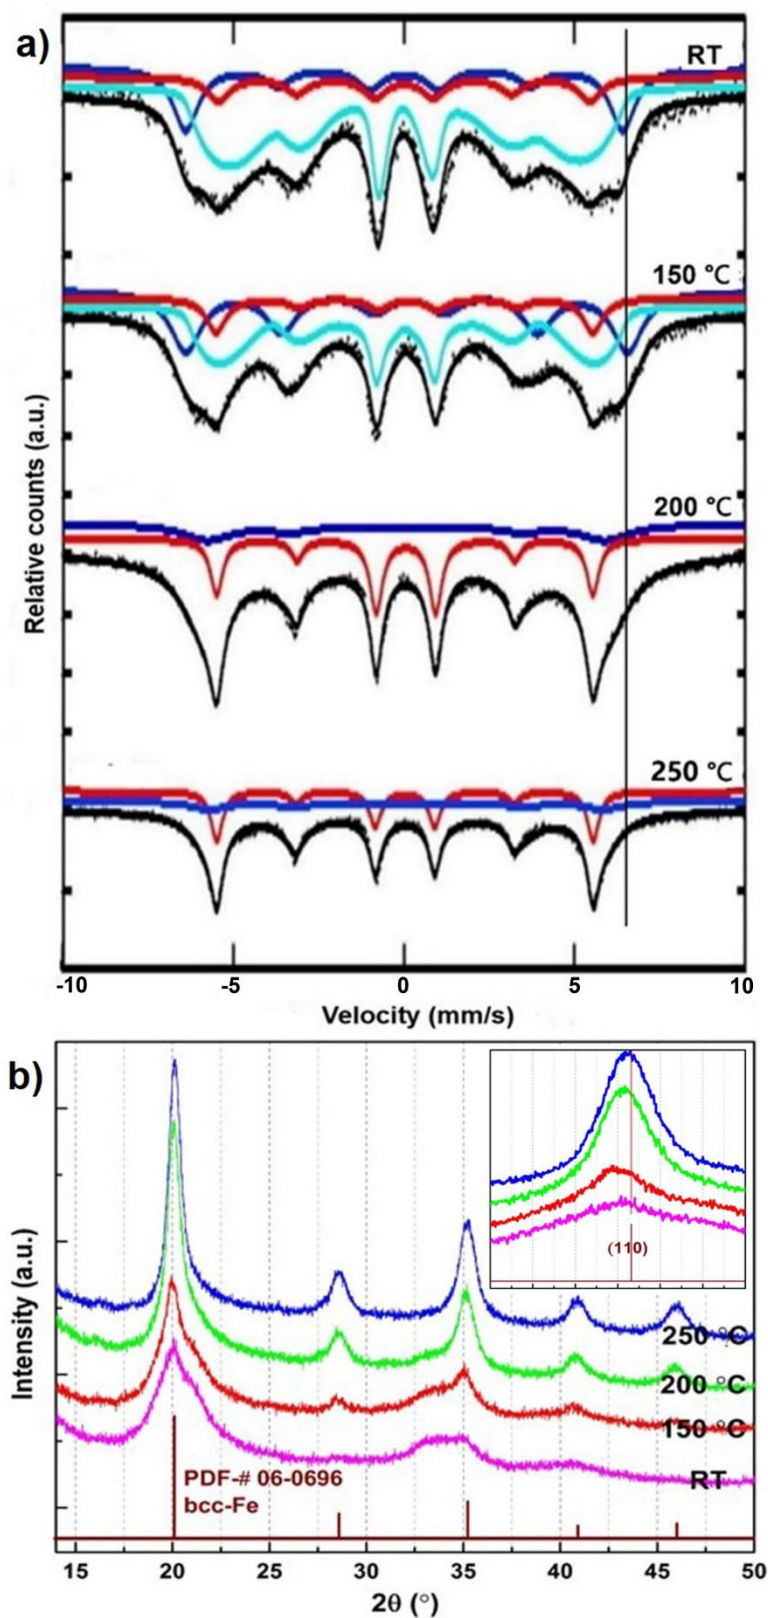 a)
RT
150 °C
200 °C
250 °C
Relative counts (a.u.)
-10 -5 0 5 10
Velocity (mm/s)
b)
(110)
250 °C
200 °C
150 °C
RT
PDF-# 06-0696
bcc-Fe
Intensity (a.u.)
15 20 25 30 35 40 45 50
2θ (°)